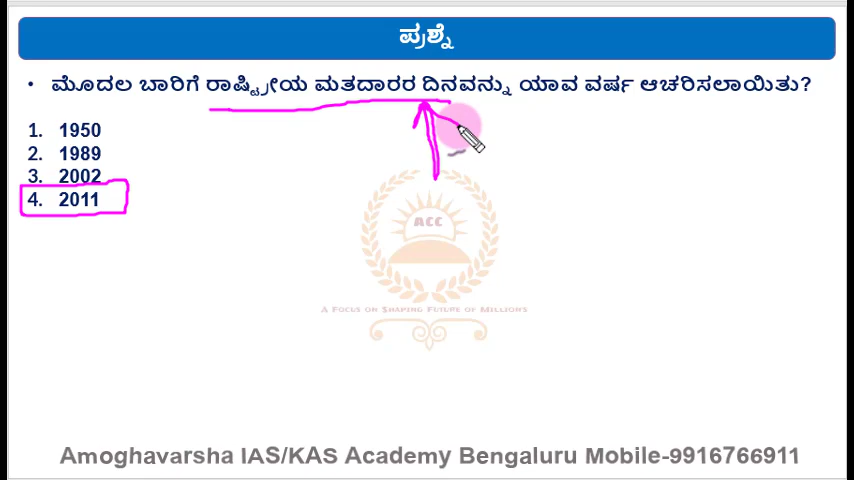 ಪ್ರಶ್ನೆ
• ಮೊದಲ ಬಾರಿಗೆ ರಾಷ್ಟ್ರೀಯ ಮತದಾರರ ದಿನವನ್ನು ಯಾವ ವರ್ಷ ಆಚರಿಸಲಾಯಿತು?
1. 1950
2. 1989
3. 2002
4. 2011
ACC
A Focus on Shaping Future of Millions
Amoghavarsha IAS/KAS Academy Bengaluru Mobile-9916766911